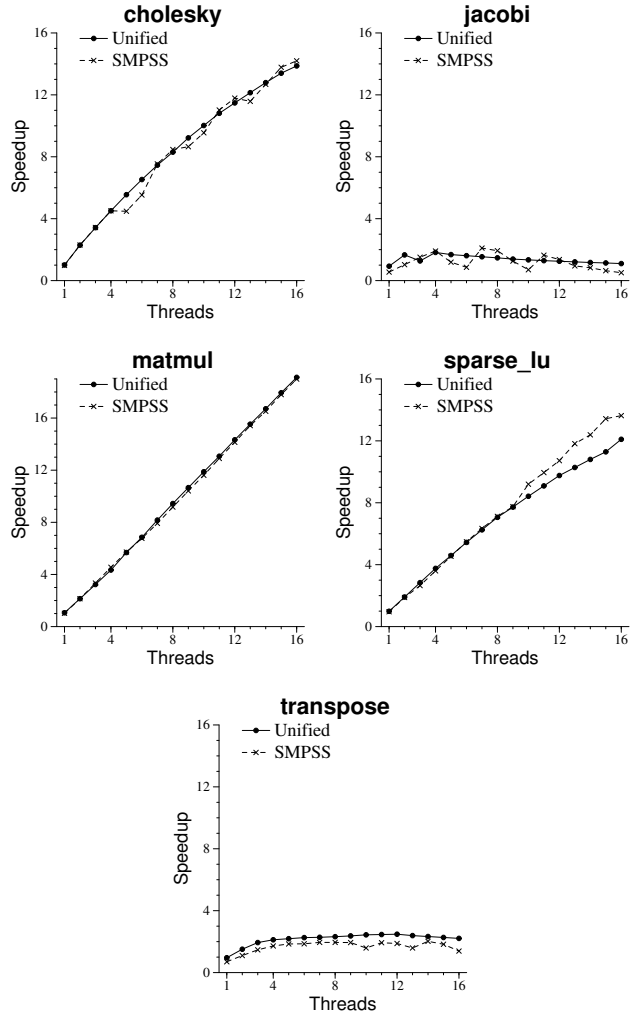 cholesky
Unified
SMPSS
16
12
8
4
0
Speedup
1 4 8 12 16
Threads
jacobi
Unified
SMPSS
16
12
8
4
0
Speedup
1 4 8 12 16
Threads
matmul
Unified
SMPSS
16
12
8
4
0
Speedup
1 4 8 12 16
Threads
sparse_lu
Unified
SMPSS
16
12
8
4
0
Speedup
1 4 8 12 16
Threads
transpose
Unified
SMPSS
16
12
8
4
0
Speedup
1 4 8 12 16
Threads